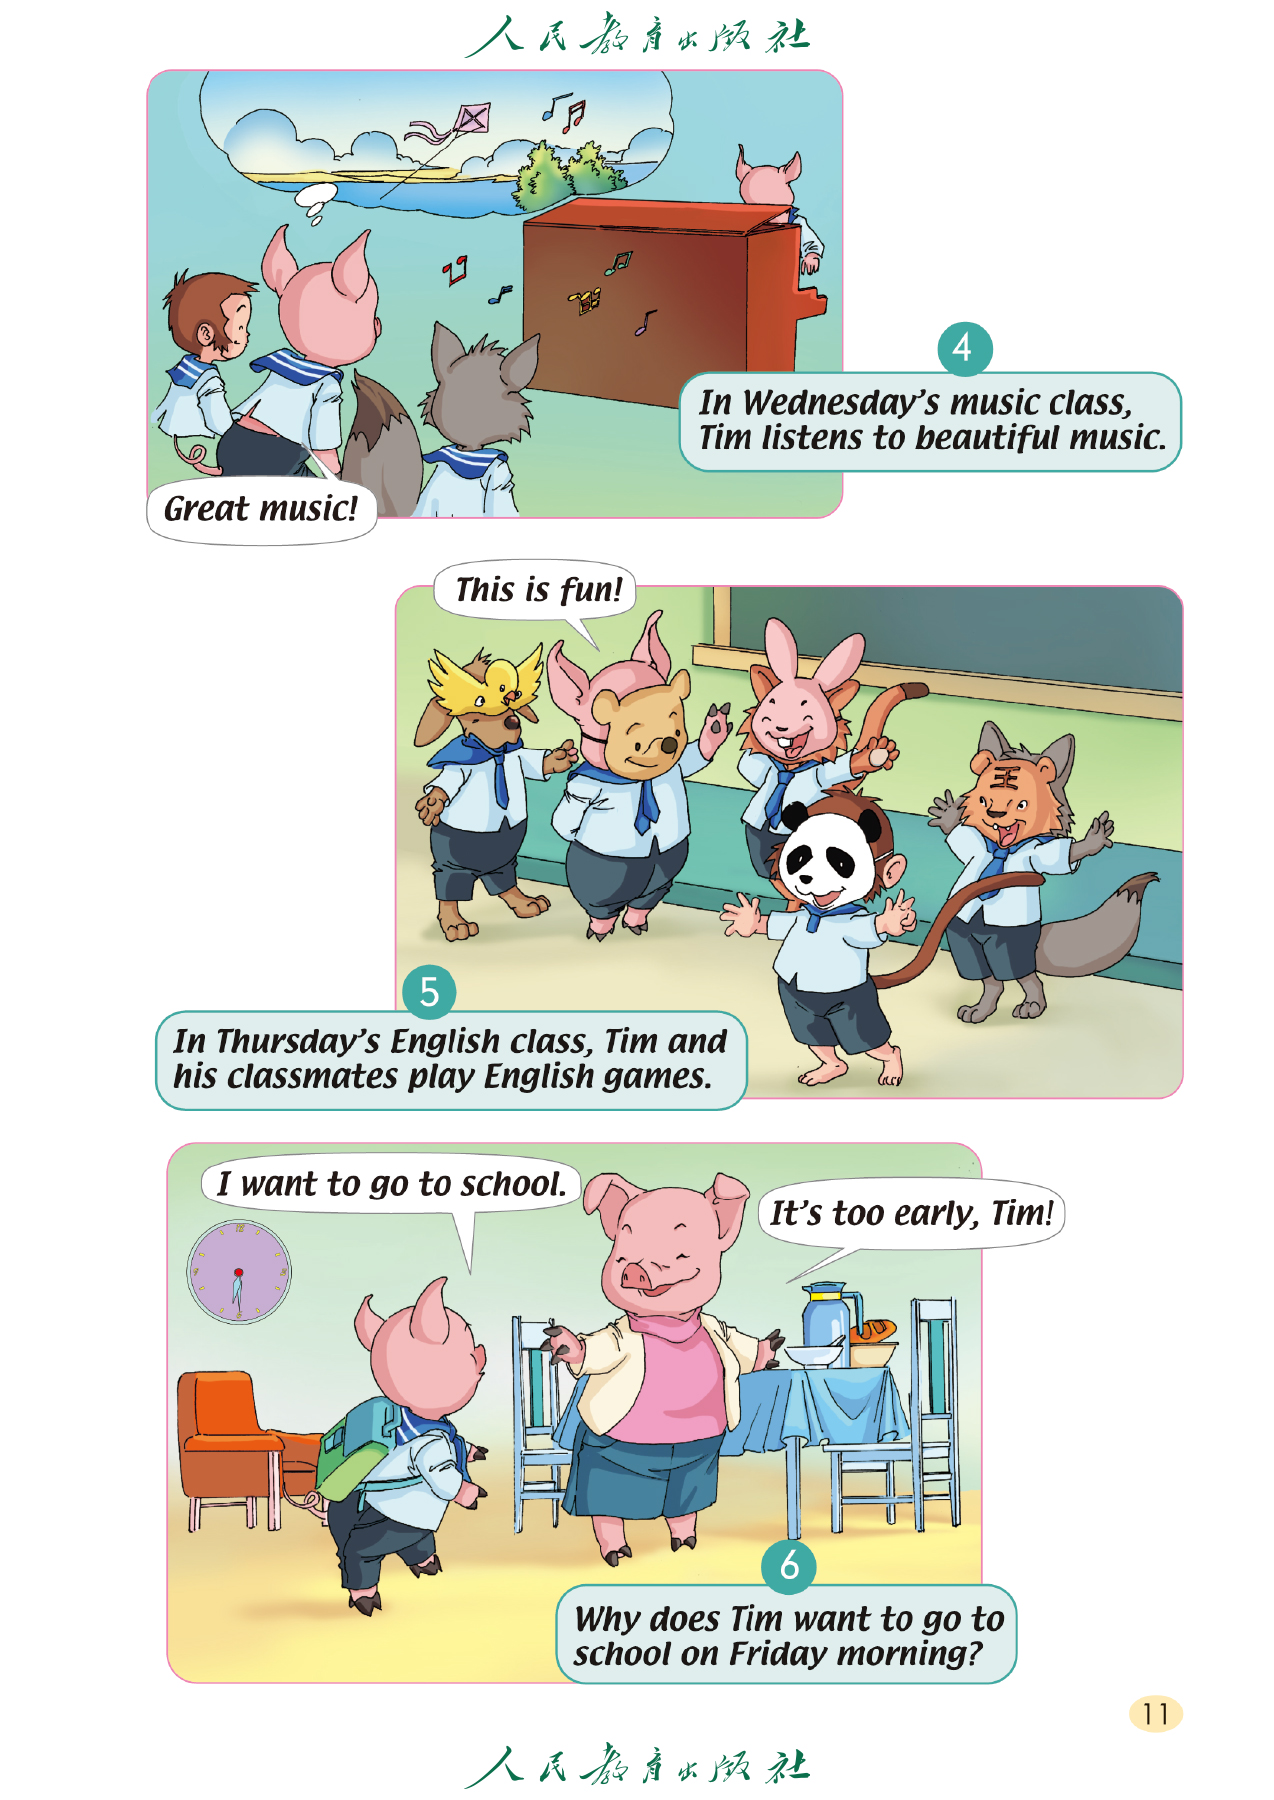 人民教育出版社
4
In Wednesday's music class,
Tim listens to beautiful music.
Great music!
This is fun!
王
5
In Thursday's English class, Tim and
his classmates play English games.
I want to go to school.
It's too early, Tim!
6
Why does Tim want to go to
school on Friday morning?
11
人民教育出版社